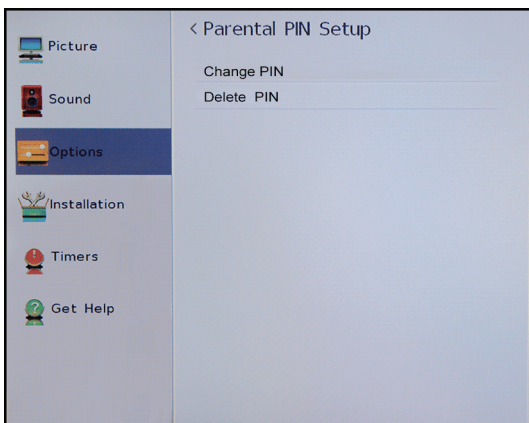 < Parental PIN Setup
Change PIN
Delete PIN
Picture
Sound
Options
Installation
Timers
Get Help